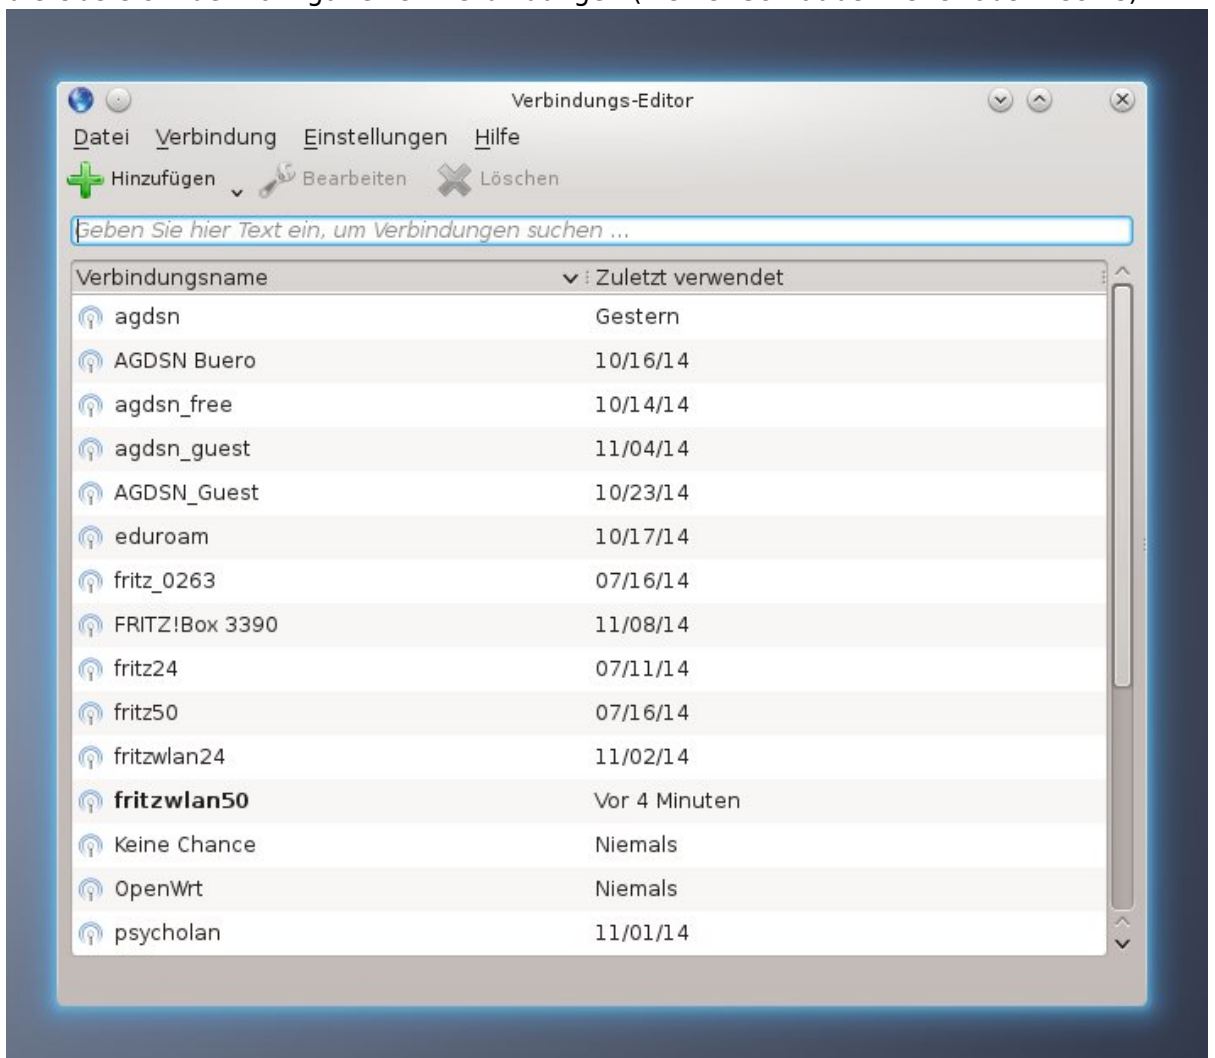 Verbindungs-Editor
Datei Verbindung Einstellungen Hilfe
Hinzufügen Bearbeiten Löschen
Geben Sie hier Text ein, um Verbindungen suchen ...
Verbindungsname Zuletzt verwendet
agdsn Gestern
AGDSN Buero 10/16/14
agdsn_free 10/14/14
agdsn_guest 11/04/14
AGDSN_Guest 10/23/14
eduroam 10/17/14
fritz_0263 07/16/14
FRITZ!Box 3390 11/08/14
fritz24 07/11/14
fritz50 07/16/14
fritzwlan24 11/02/14
fritzwlan50 Vor 4 Minuten
Keine Chance Niemals
OpenWrt Niemals
psycholan 11/01/14